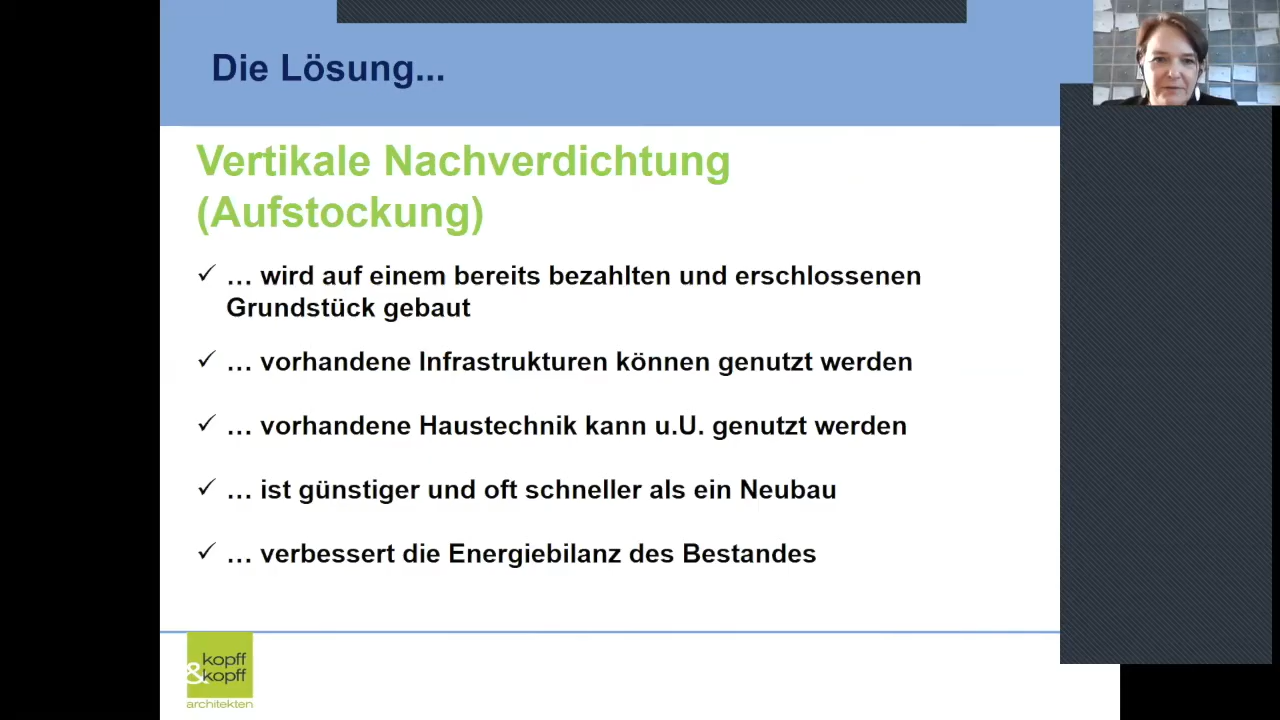 Die Lösung...
Vertikale Nachverdichtung
(Aufstockung)
✓ … wird auf einem bereits bezahlten und erschlossenen
Grundstück gebaut
✓ … vorhandene Infrastrukturen können genutzt werden
✓ … vorhandene Haustechnik kann u.U. genutzt werden
✓ … ist günstiger und oft schneller als ein Neubau
✓ … verbessert die Energiebilanz des Bestandes
kopff
&kopff
architekten